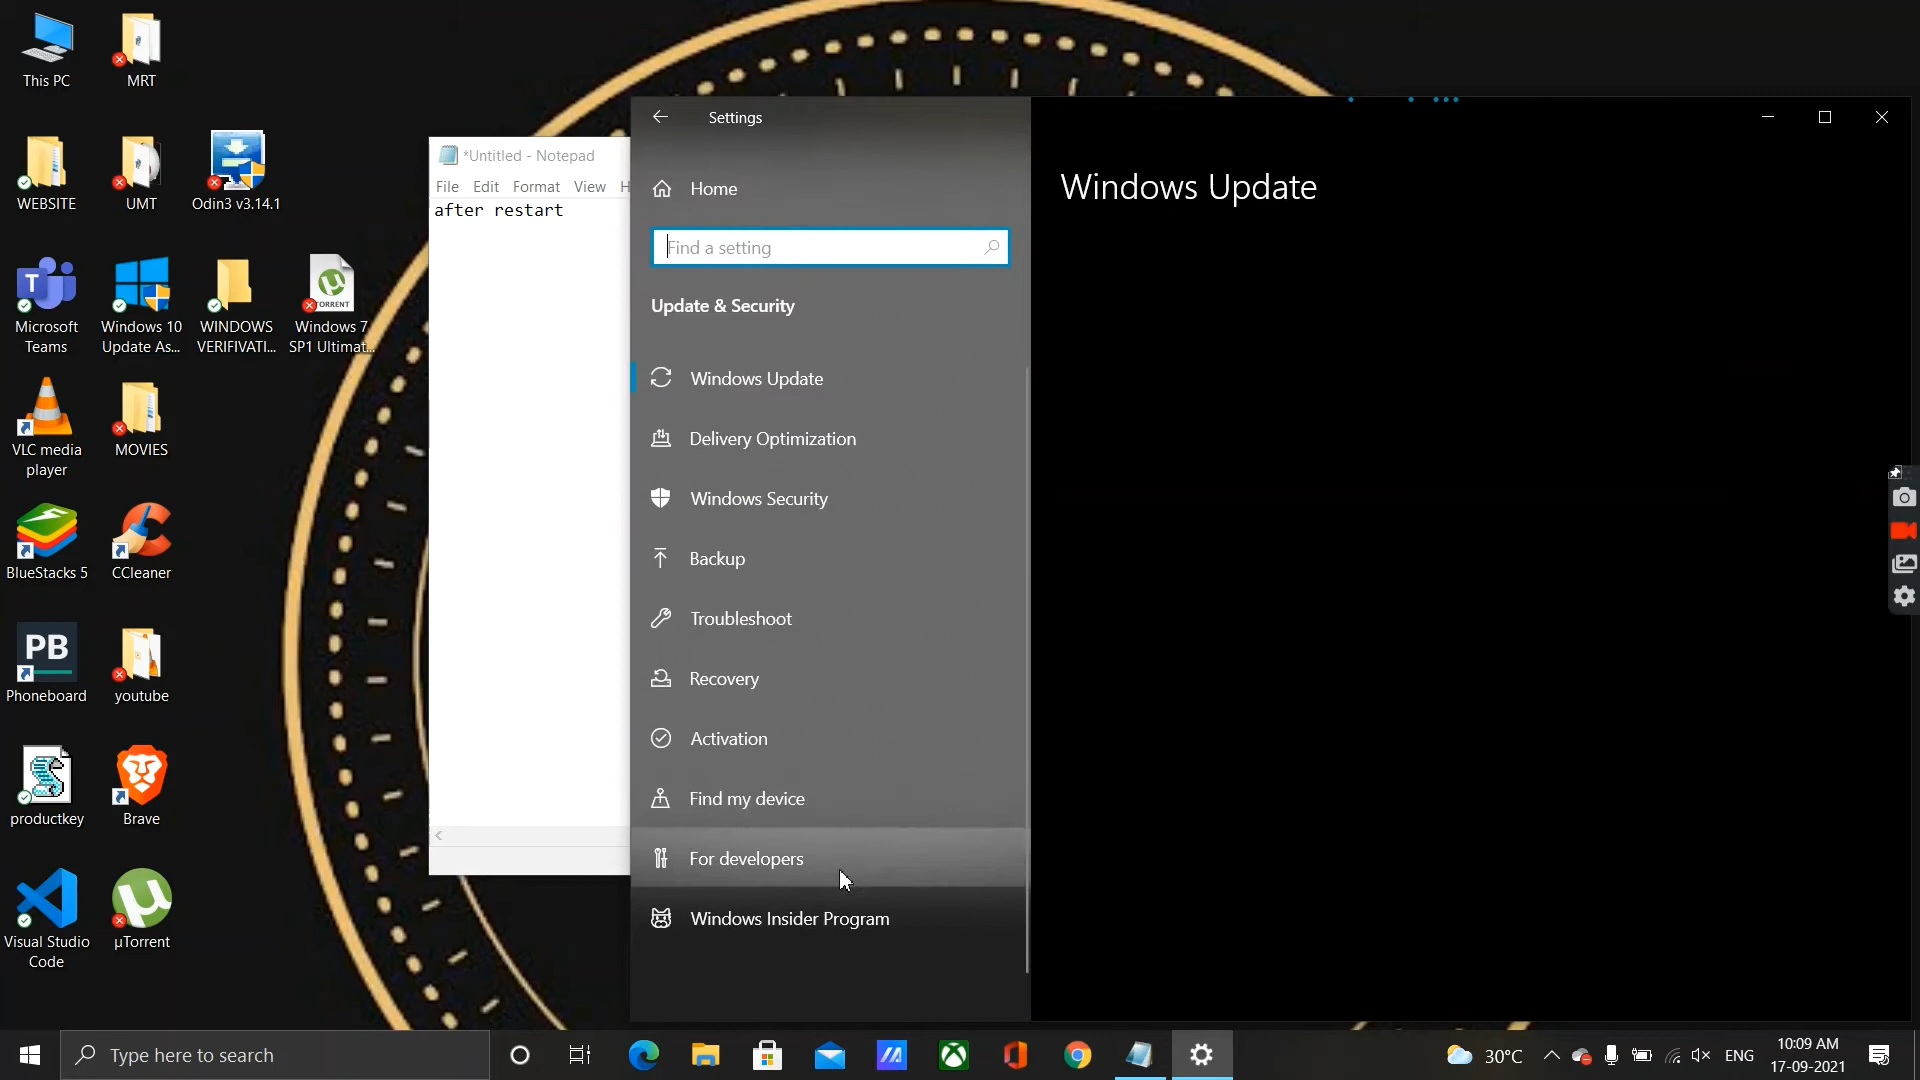 This PC
MRT
WEBSITE
UMT
Odin3 v3.14.1
Microsoft
Teams
Windows 10
Update As...
WINDOWS
VERIFIVATI...
TORRENT
Windows 7
SP1 Ultimat...
VLC media
player
MOVIES
BlueStacks 5
CCleaner
PB
Phoneboard
youtube
productkey
Brave
Visual Studio
Code
µTorrent
*Untitled - Notepad
File Edit Format View H
after restart
Settings
Home
Find a setting
Update & Security
Windows Update
Delivery Optimization
Windows Security
Backup
Troubleshoot
Recovery
Activation
Find my device
For developers
Windows Insider Program
Windows Update
Type here to search
30°C
ENG
10:09 AM
17-09-2021